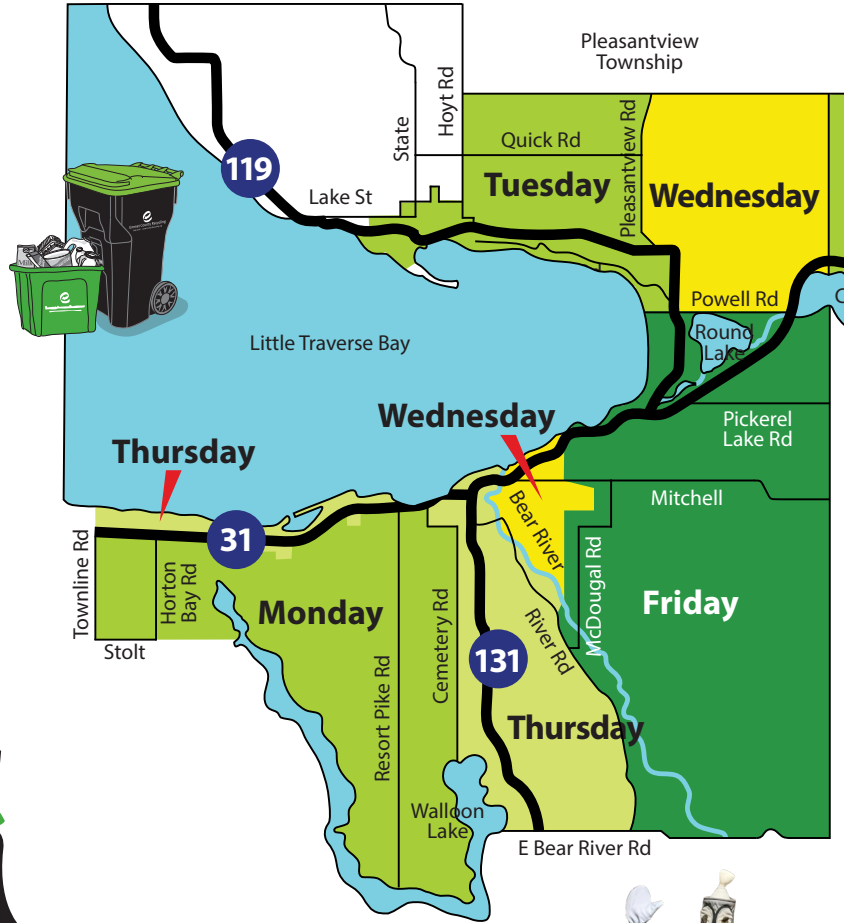 Pleasantview
Township
Hoyt Rd
State
Pleasantview Rd
Quick Rd
119
Tuesday
Wednesday
Lake St
Powell Rd
Round
Lake
Little Traverse Bay
Wednesday
Pickerel
Lake Rd
Thursday
Mitchell
Bear River
31
Townline Rd
Horton
Bay Rd
McDougal Rd
Monday
Friday
Cemetery Rd
River Rd
Stolt
131
Resort Pike Rd
Thursday
Walloon
Lake
E Bear River Rd